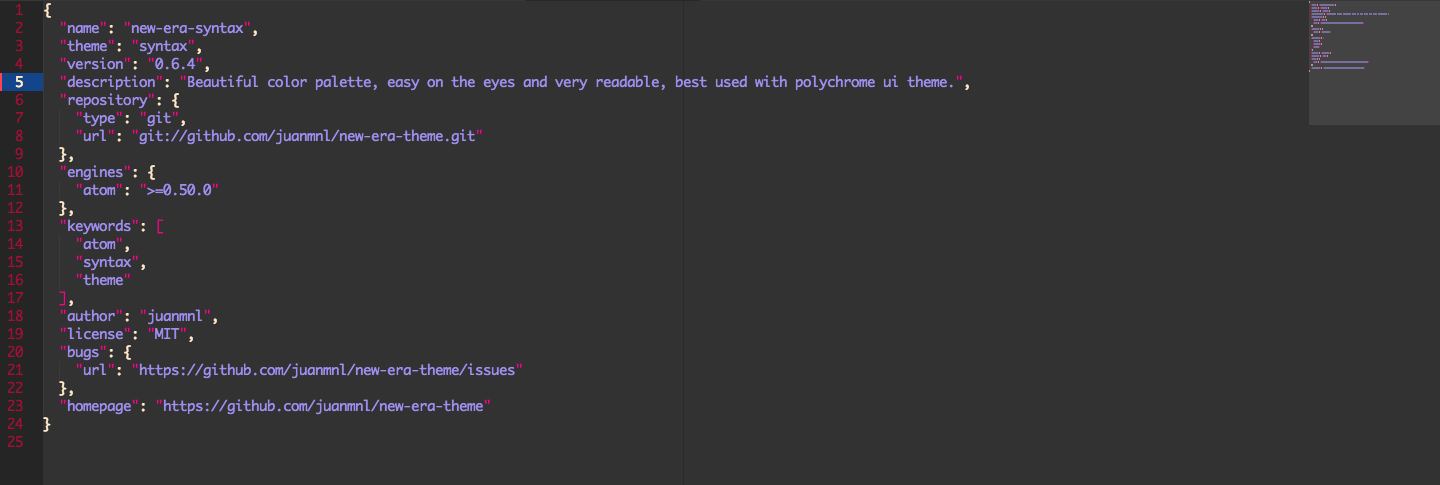 1 {
2   "name": "new-era-syntax",
3   "theme": "syntax",
4   "version": "0.6.4",
5   "description": "Beautiful color palette, easy on the eyes and very readable, best used with polychrome ui theme.",
6   "repository": {
7     "type": "git",
8     "url": "git://github.com/juanmnl/new-era-theme.git"
9   },
10   "engines": {
11     "atom": ">=0.50.0"
12   },
13   "keywords": [
14     "atom",
15     "syntax",
16     "theme"
17   ],
18   "author": "juanmnl",
19   "license": "MIT",
20   "bugs": {
21     "url": "https://github.com/juanmnl/new-era-theme/issues"
22   },
23   "homepage": "https://github.com/juanmnl/new-era-theme"
24 }
25